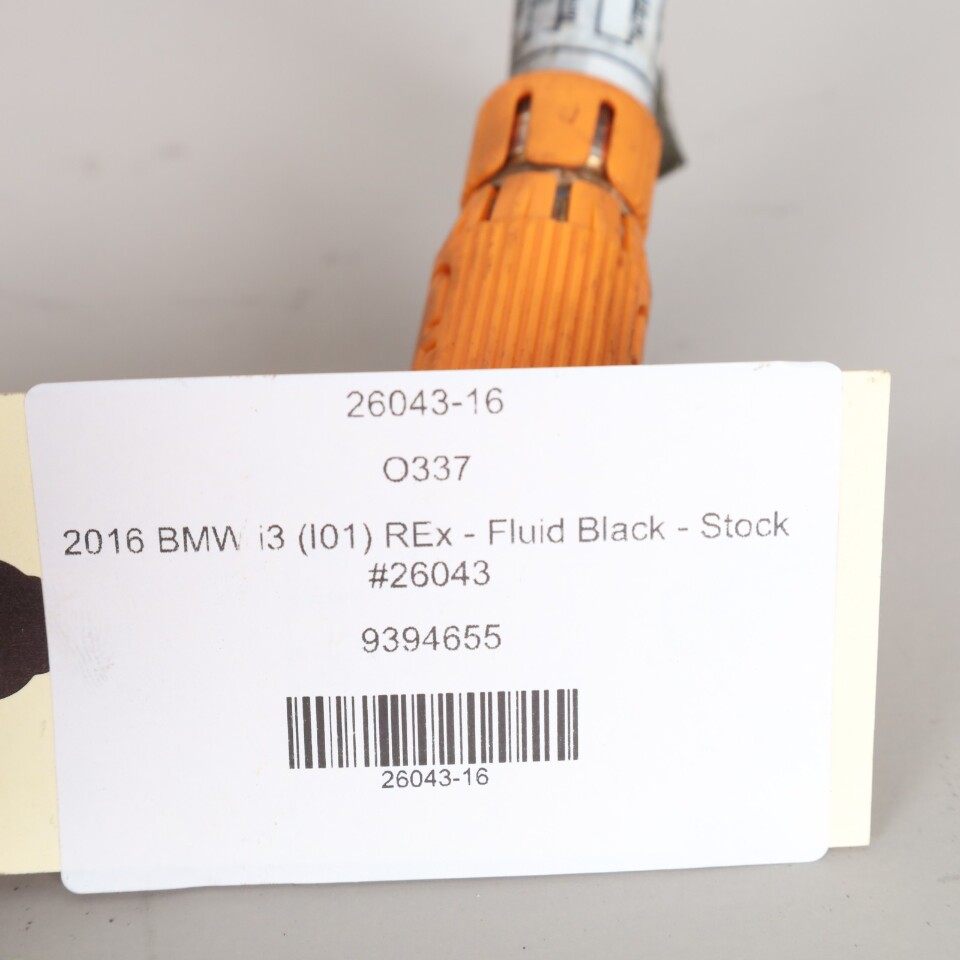 26043-16
O337
2016 BMW i3 (I01) REx - Fluid Black - Stock
#26043
9394655
26043-16